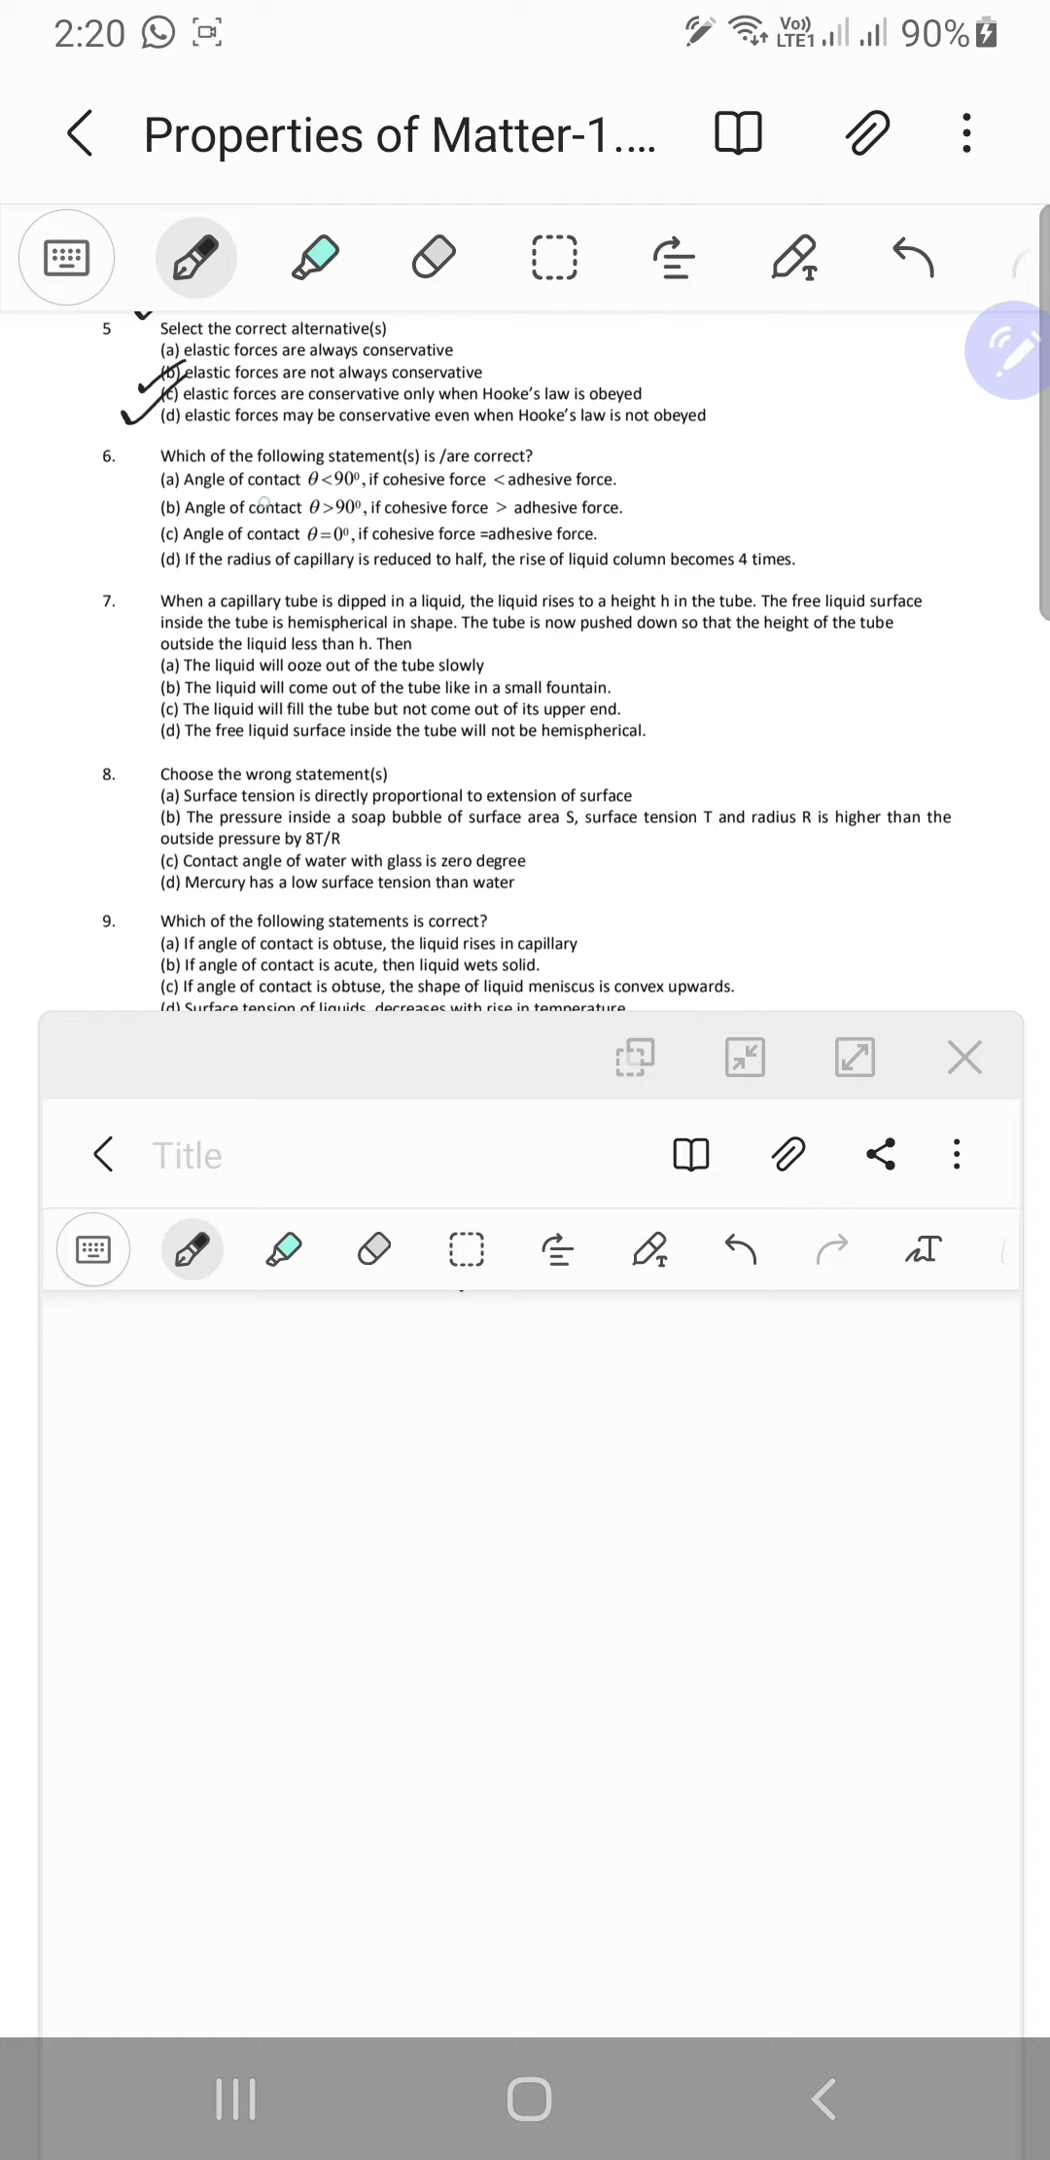 2:20
Vo)) LTE1 90%
Properties of Matter-1....
5 Select the correct alternative(s)
(a) elastic forces are always conservative
(b) elastic forces are not always conservative
(c) elastic forces are conservative only when Hooke's law is obeyed
(d) elastic forces may be conservative even when Hooke's law is not obeyed
6. Which of the following statement(s) is /are correct?
(a) Angle of contact θ<90⁰, if cohesive force < adhesive force.
(b) Angle of contact θ>90⁰, if cohesive force > adhesive force.
(c) Angle of contact θ=0⁰, if cohesive force =adhesive force.
(d) If the radius of capillary is reduced to half, the rise of liquid column becomes 4 times.
7. When a capillary tube is dipped in a liquid, the liquid rises to a height h in the tube. The free liquid surface
inside the tube is hemispherical in shape. The tube is now pushed down so that the height of the tube
outside the liquid less than h. Then
(a) The liquid will ooze out of the tube slowly
(b) The liquid will come out of the tube like in a small fountain.
(c) The liquid will fill the tube but not come out of its upper end.
(d) The free liquid surface inside the tube will not be hemispherical.
8. Choose the wrong statement(s)
(a) Surface tension is directly proportional to extension of surface
(b) The pressure inside a soap bubble of surface area S, surface tension T and radius R is higher than the
outside pressure by 8T/R
(c) Contact angle of water with glass is zero degree
(d) Mercury has a low surface tension than water
9. Which of the following statements is correct?
(a) If angle of contact is obtuse, the liquid rises in capillary
(b) If angle of contact is acute, then liquid wets solid.
(c) If angle of contact is obtuse, the shape of liquid meniscus is convex upwards.
(d) Surface tension of liquids, decreases with rise in temperature
Title